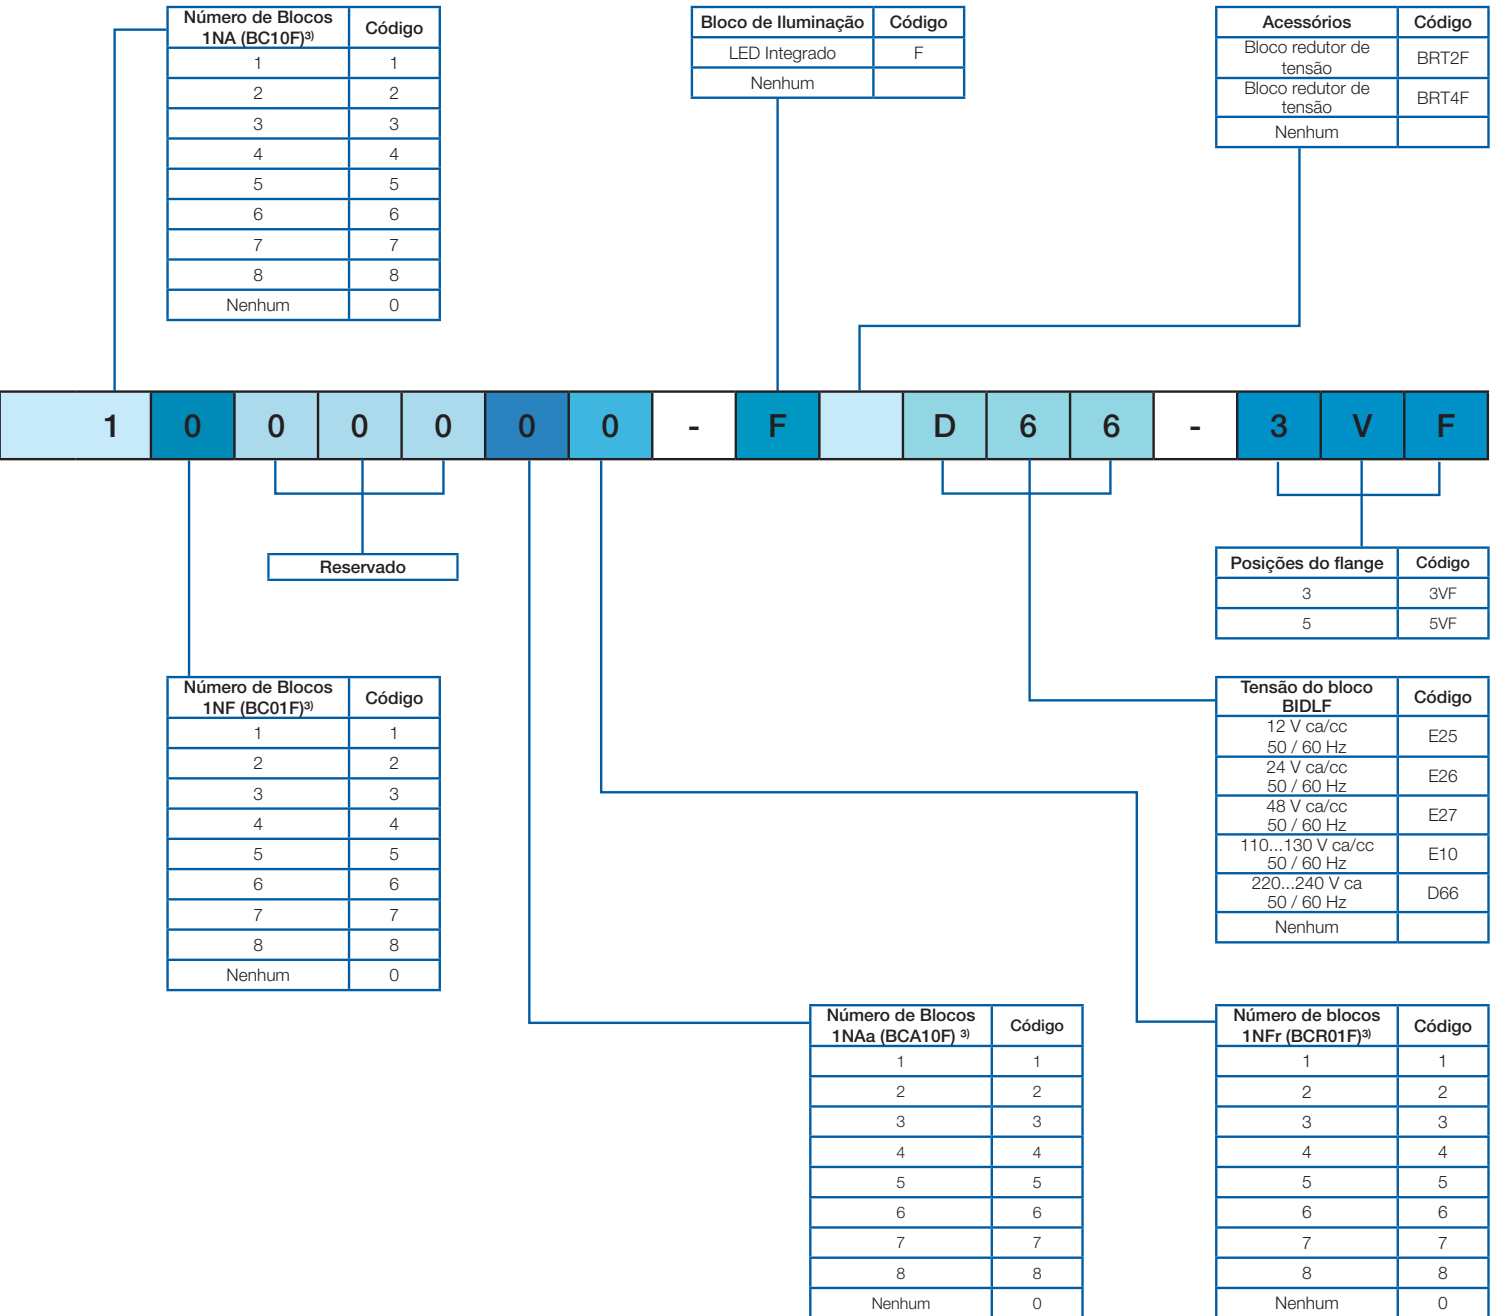 Número de Blocos 1NA (BC10F)³⁾ Código
1 1
2 2
3 3
4 4
5 5
6 6
7 7
8 8
Nenhum 0
Bloco de Iluminação Código
LED Integrado F
Nenhum
Acessórios Código
Bloco redutor de tensão BRT2F
Bloco redutor de tensão BRT4F
Nenhum
1 0 0 0 0 0 0 - F D 6 6 - 3 V F
Reservado
Posições do flange Código
3 3VF
5 5VF
Número de Blocos 1NF (BC01F)³⁾ Código
1 1
2 2
3 3
4 4
5 5
6 6
7 7
8 8
Nenhum 0
Tensão do bloco BIDLF Código
12 V ca/cc 50 / 60 Hz E25
24 V ca/cc 50 / 60 Hz E26
48 V ca/cc 50 / 60 Hz E27
110...130 V ca/cc 50 / 60 Hz E10
220...240 V ca 50 / 60 Hz D66
Nenhum
Número de Blocos 1NAa (BCA10F) ³⁾ Código
1 1
2 2
3 3
4 4
5 5
6 6
7 7
8 8
Nenhum 0
Número de blocos 1NFr (BCR01F)³⁾ Código
1 1
2 2
3 3
4 4
5 5
6 6
7 7
8 8
Nenhum 0